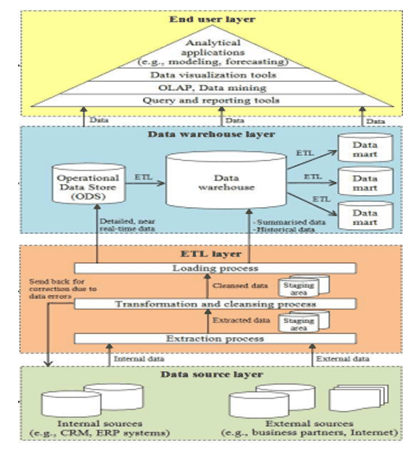 End user layer
Analytical
applications
(e.g., modeling, forecasting)
Data visualization tools
OLAP, Data mining
Query and reporting tools
Data
Data
Data
Data warehouse layer
Operational
Data Store
(ODS)
ETL
Data
warehouse
ETL
ETL
ETL
Data
mart
Data
mart
Data
mart
Detailed, near
real-time data
- Summarised data
- Historical data
ETL layer
Loading process
Send back for
correction due to
data errors
Cleansed data
Staging
area
Transformation and cleansing process
Extracted data
Staging
area
Extraction process
Internal data
External data
Data source layer
Internal sources
(e.g., CRM, ERP systems)
External sources
(e.g., business partners, Internet)